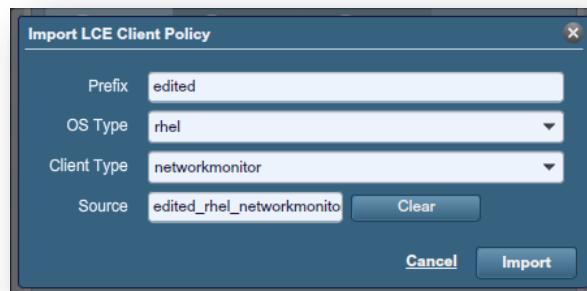 Import LCE Client Policy
Prefix edited
OS Type rhel
Client Type networkmonitor
Source edited_rhel_networkmonito Clear
Cancel Import